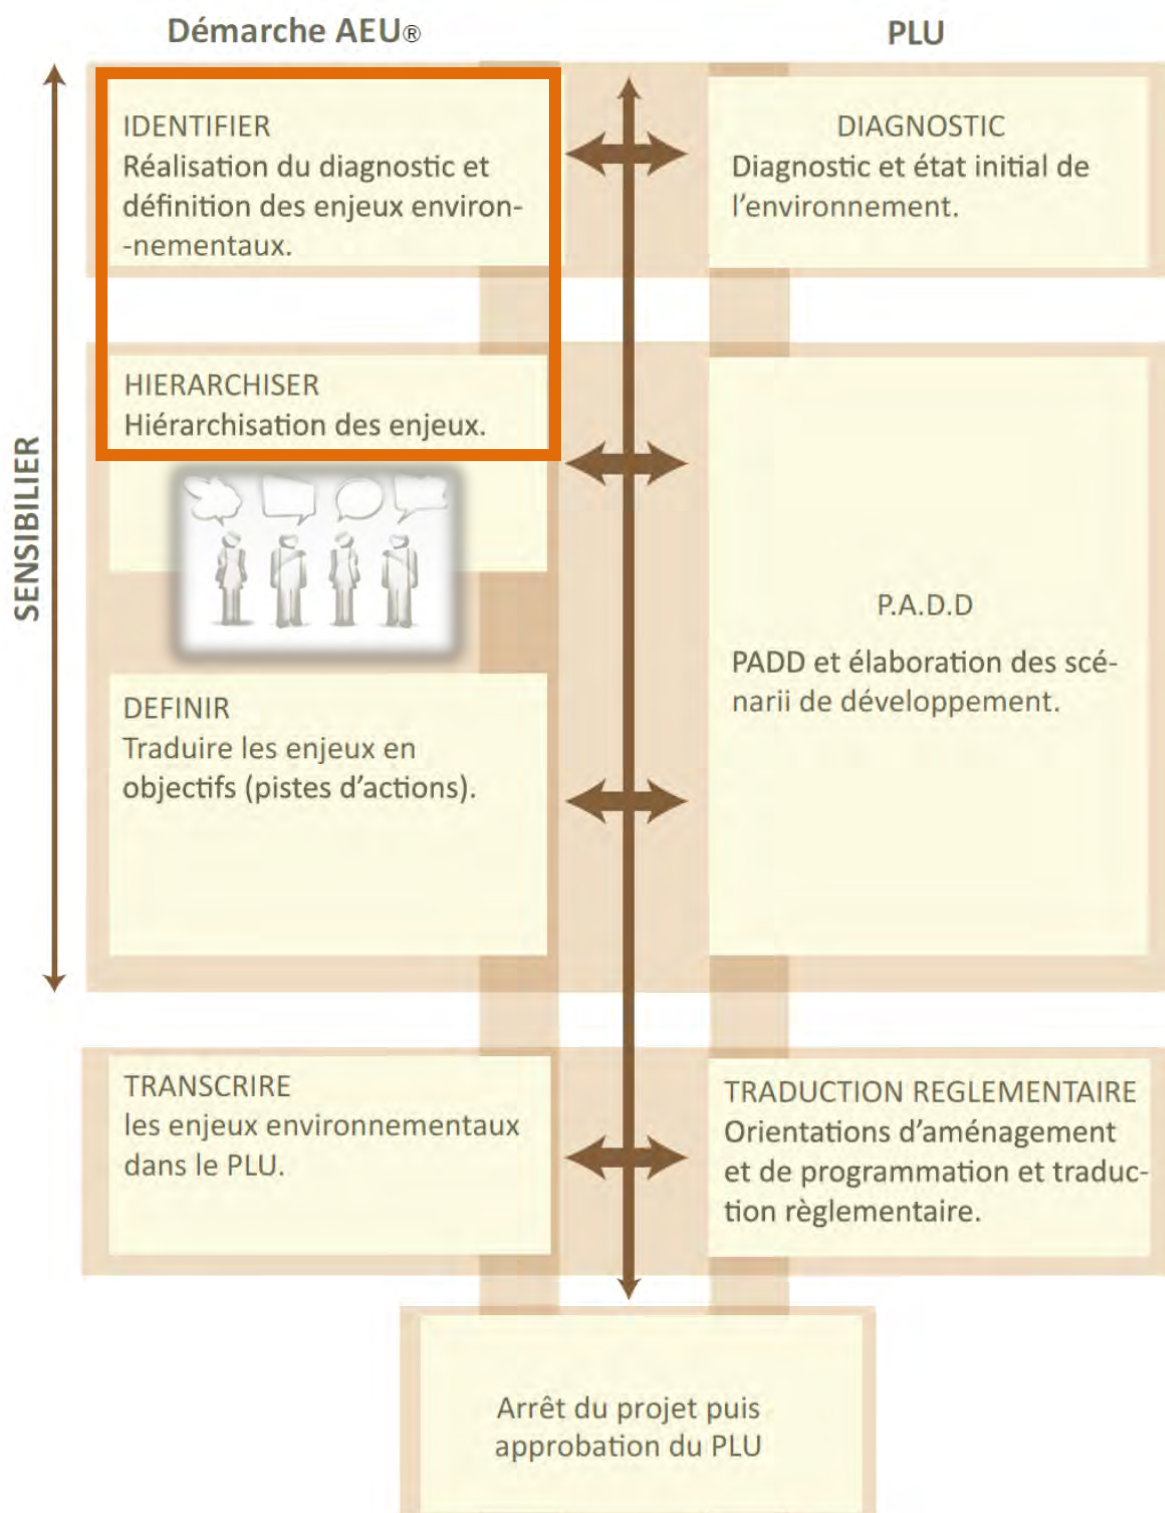 Démarche AEU®
PLU
SENSIBILIER
IDENTIFIER
Réalisation du diagnostic et
définition des enjeux environ-
-nementaux.
DIAGNOSTIC
Diagnostic et état initial de
l’environnement.
HIERARCHISER
Hiérarchisation des enjeux.
P.A.D.D
PADD et élaboration des scé-
narii de développement.
DEFINIR
Traduire les enjeux en
objectifs (pistes d’actions).
TRANSCRIRE
les enjeux environnementaux
dans le PLU.
TRADUCTION REGLEMENTAIRE
Orientations d’aménagement
et de programmation et traduc-
tion règlementaire.
Arrêt du projet puis
approbation du PLU